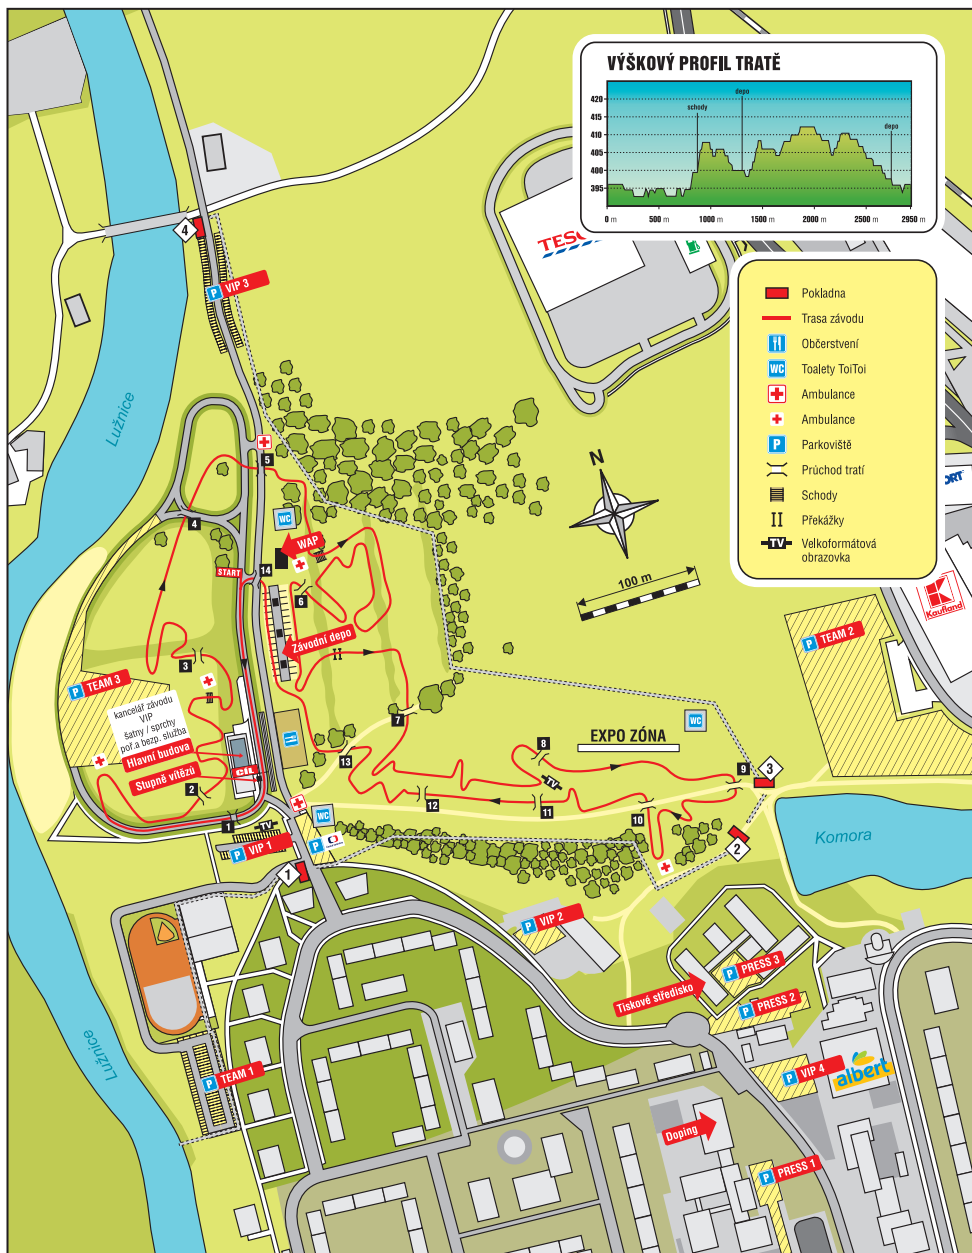 VÝŠKOVÝ PROFIL TRATĚ
schody
depo
depo
420
415
410
405
400
395
0 m
500 m
1000 m
1500 m
2000 m
2500 m
2950 m
TESCO
4
P VIP 3
Pokladna
Trasa závodu
Občerstvení
WC Toalety ToiToi
Ambulance
Ambulance
P Parkoviště
Průchod tratí
Schody
Překážky
TV Velkoformátová
obrazovka
Lužnice
N
100 m
Kaufland
5
4
WC
WAP
START
14
6
Závodní depo
P TEAM 2
3
P TEAM 3
kancelář závodu
VIP
šatny / sprchy
poř.a bezp. služba
Hlavní budova
Stupně vítězů
CÍL
7
WC
EXPO ZÓNA
8
TV
13
9
3
2
12
11
10
1
TV
WC
P
P VIP 1
1
2
Komora
P VIP 2
P PRESS 3
Tiskové středisko
P PRESS 2
Lužnice
P TEAM 1
P VIP 4
albert
Doping
P PRESS 1